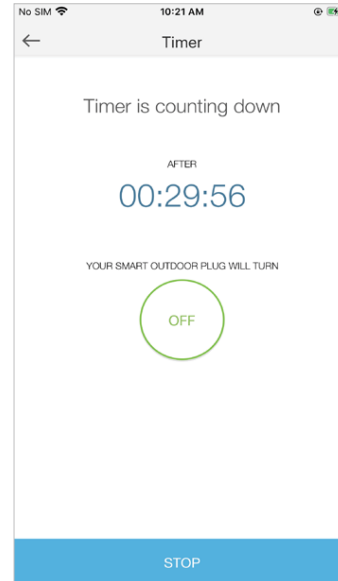 No SIM 10:21 AM
Timer
Timer is counting down
AFTER
00:29:56
YOUR SMART OUTDOOR PLUG WILL TURN
OFF
STOP